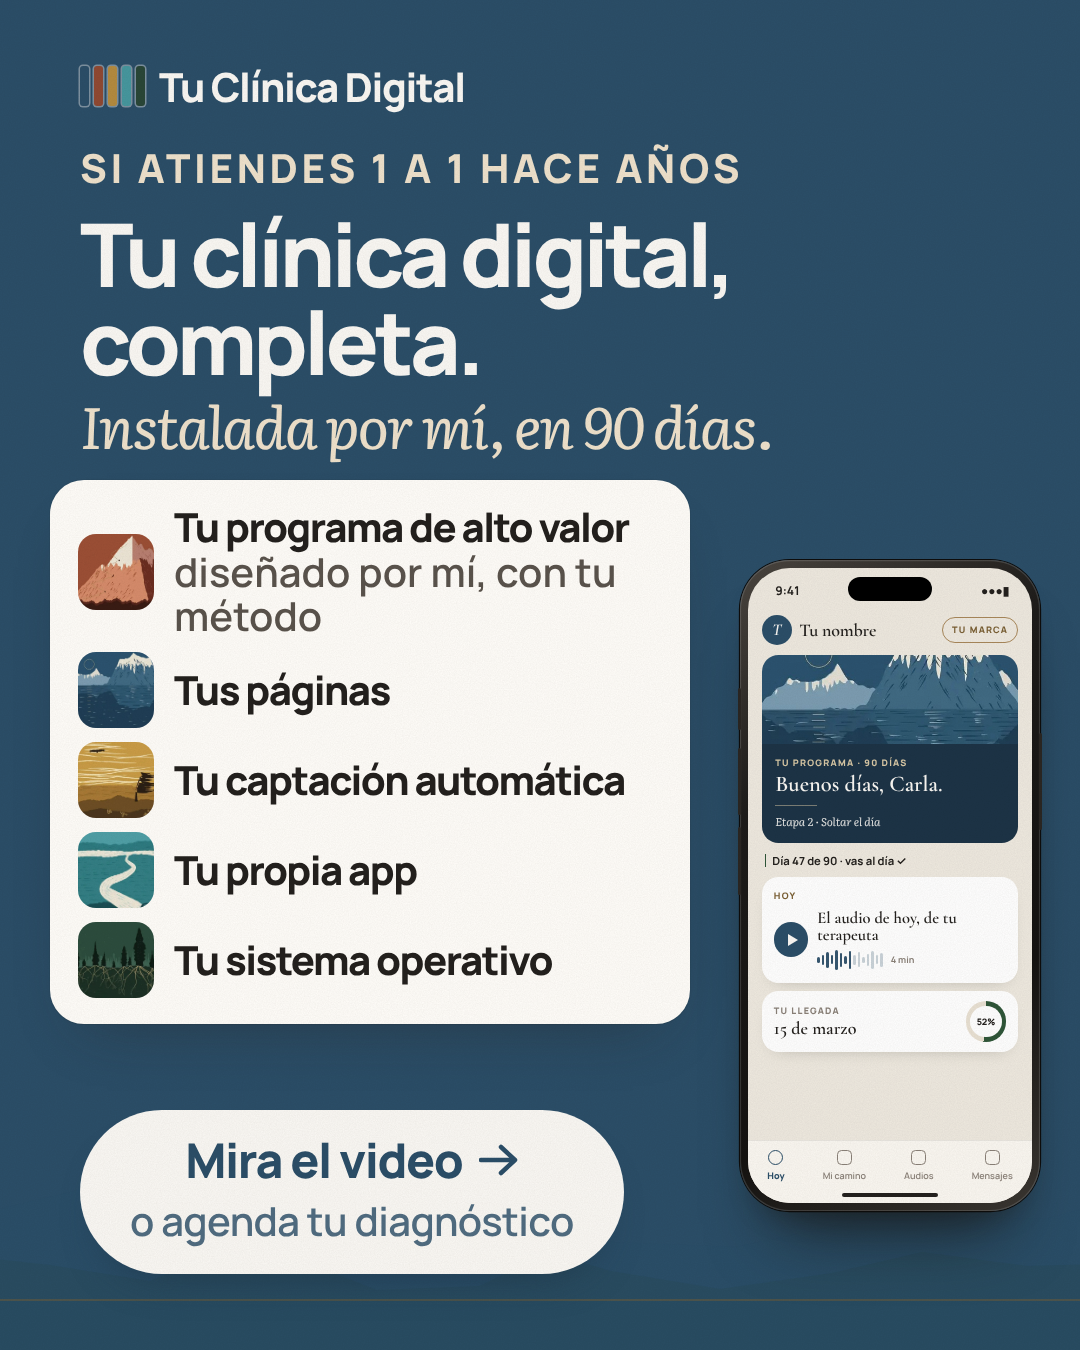 Tu Clínica Digital
SI ATIENDES 1 A 1 HACE AÑOS
Tu clínica digital,
completa.
Instalada por mí, en 90 días.
Tu programa de alto valor
diseñado por mí, con tu
método
Tus páginas
Tu captación automática
Tu propia app
Tu sistema operativo
Mira el video →
o agenda tu diagnóstico
9:41
T Tu nombre
TU MARCA
TU PROGRAMA · 90 DÍAS
Buenos días, Carla.
Etapa 2 · Soltar el día
Día 47 de 90 · vas al día ✓
HOY
El audio de hoy, de tu
terapeuta
4 min
TU LLEGADA
15 de marzo
52%
Hoy Mi camino Audios Mensajes